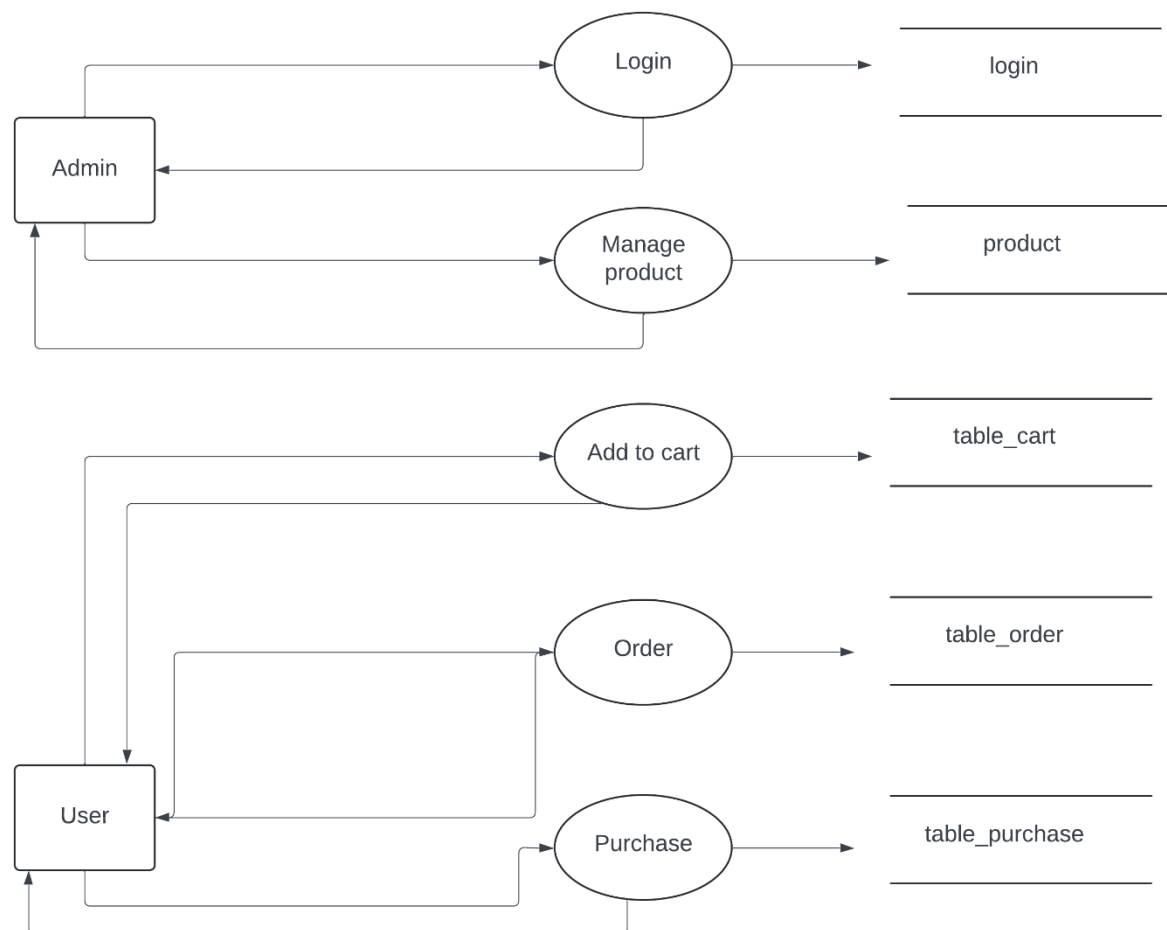 Login
login
Admin
Manage
product
product
Add to cart
table_cart
Order
table_order
User
Purchase
table_purchase